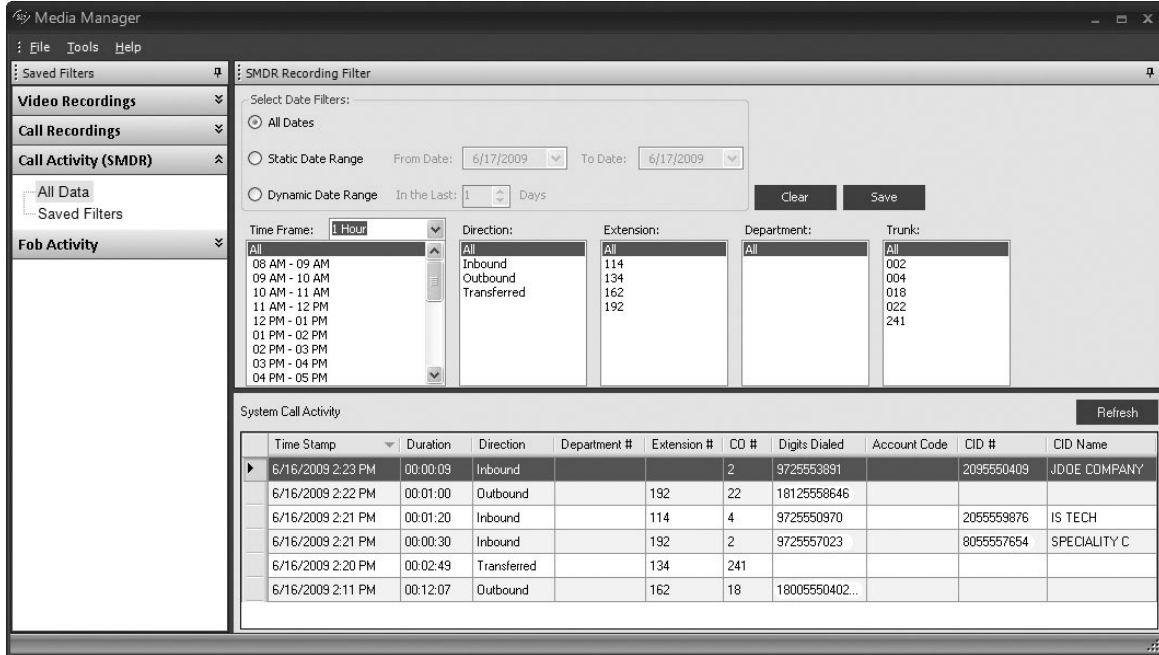 Media Manager
File Tools Help
Saved Filters
Video Recordings
Call Recordings
Call Activity (SMDR)
All Data
Saved Filters
Fob Activity
SMDR Recording Filter
Select Date Filters:
All Dates
Static Date Range From Date: 6/17/2009 To Date: 6/17/2009
Dynamic Date Range In the Last: 1 Days
Clear Save
Time Frame: 1 Hour
All
08 AM - 09 AM
09 AM - 10 AM
10 AM - 11 AM
11 AM - 12 PM
12 PM - 01 PM
01 PM - 02 PM
02 PM - 03 PM
03 PM - 04 PM
04 PM - 05 PM
Direction:
All
Inbound
Outbound
Transferred
Extension:
All
114
134
162
192
Department:
All
Trunk:
All
002
004
018
022
241
System Call Activity
Refresh
Time Stamp Duration Direction Department # Extension # CO # Digits Dialed Account Code CID # CID Name
6/16/2009 2:23 PM 00:00:09 Inbound 2 9725553891 2095550409 JDOE COMPANY
6/16/2009 2:22 PM 00:01:00 Outbound 192 22 18125558646
6/16/2009 2:21 PM 00:01:20 Inbound 114 4 9725550970 2055559876 IS TECH
6/16/2009 2:21 PM 00:00:30 Inbound 192 2 9725557023 8055557654 SPECIALITY C
6/16/2009 2:20 PM 00:02:49 Transferred 134 241
6/16/2009 2:11 PM 00:12:07 Outbound 162 18 18005550402...